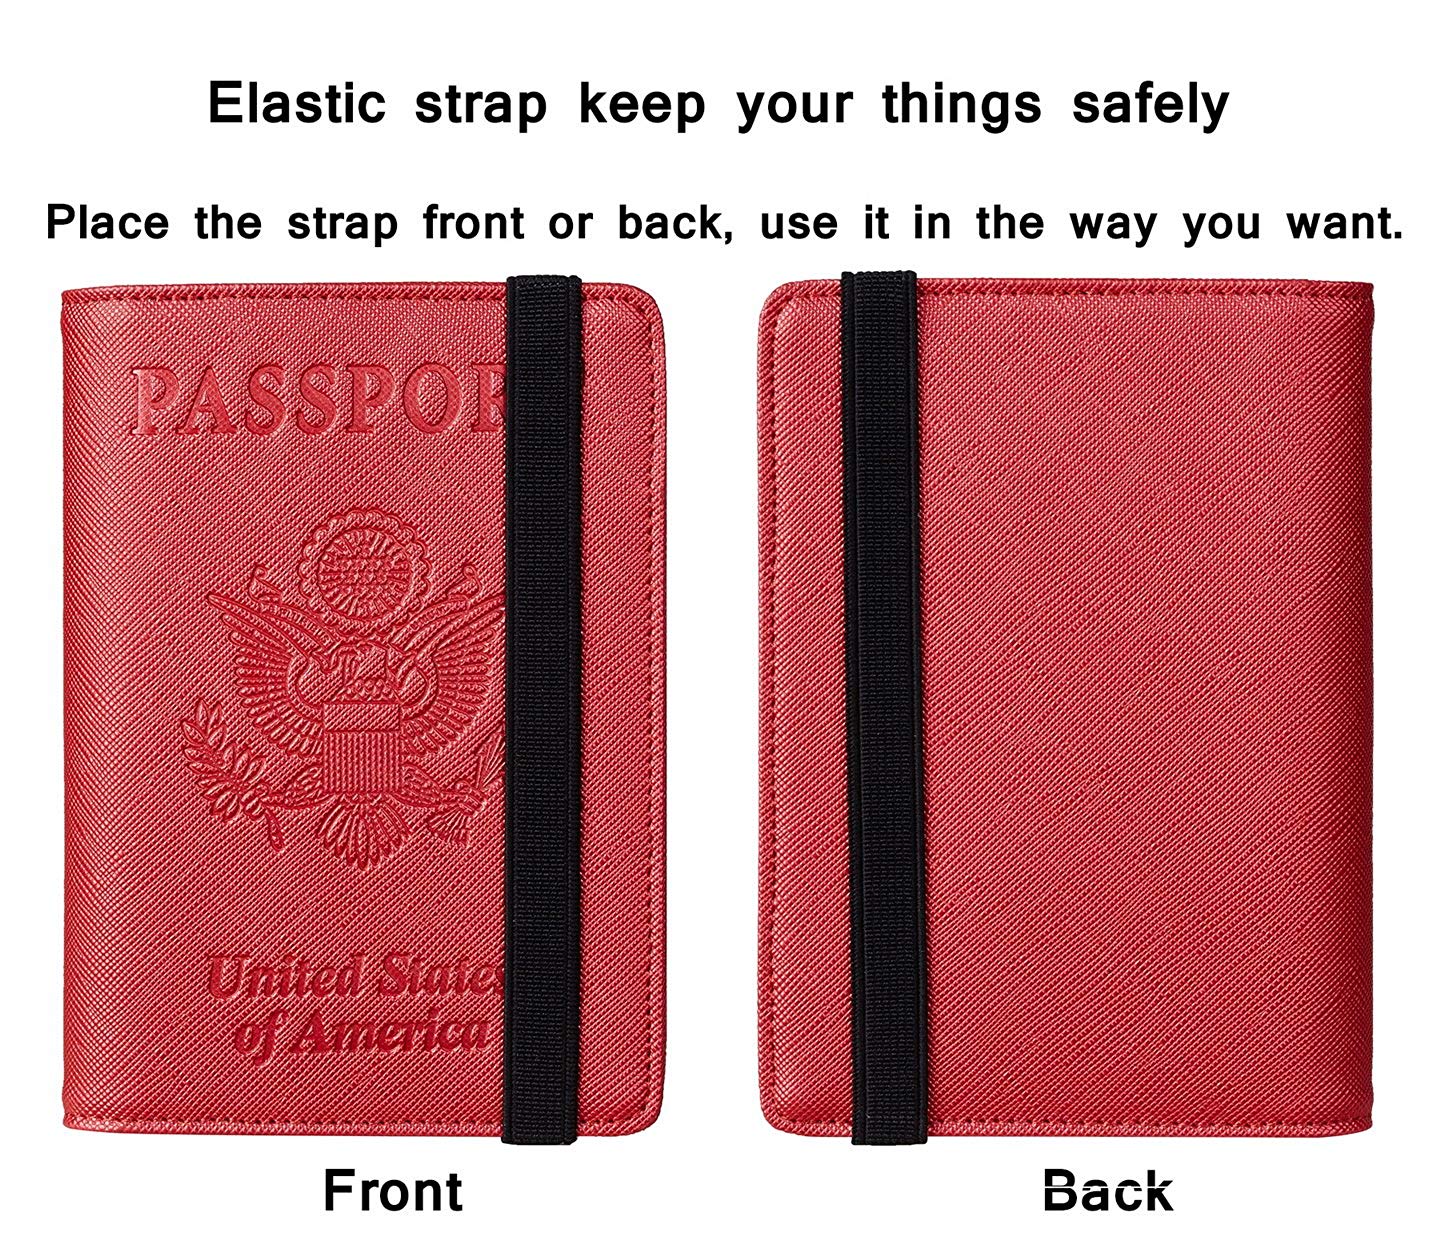 Elastic strap keep your things safely
Place the strap front or back, use it in the way you want.
PASSPOR
United States
of America
Front
Back